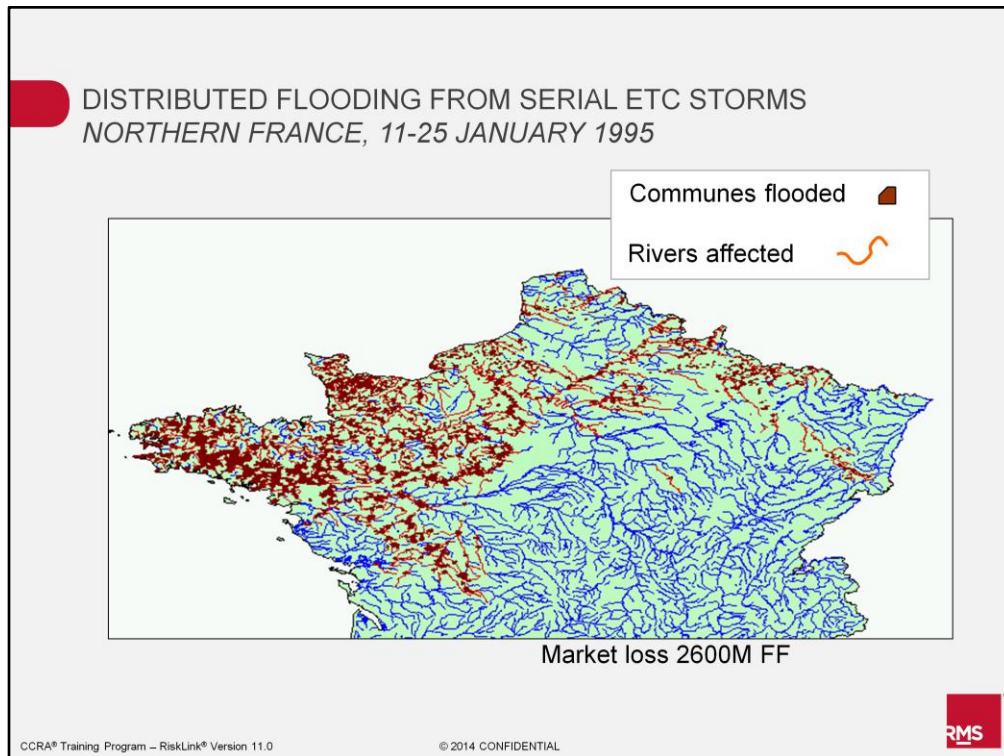 DISTRIBUTED FLOODING FROM SERIAL ETC STORMS
NORTHERN FRANCE, 11-25 JANUARY 1995
Communes flooded
Rivers affected
Market loss 2600M FF
CCRA® Training Program – RiskLink® Version 11.0
© 2014 CONFIDENTIAL
RMS